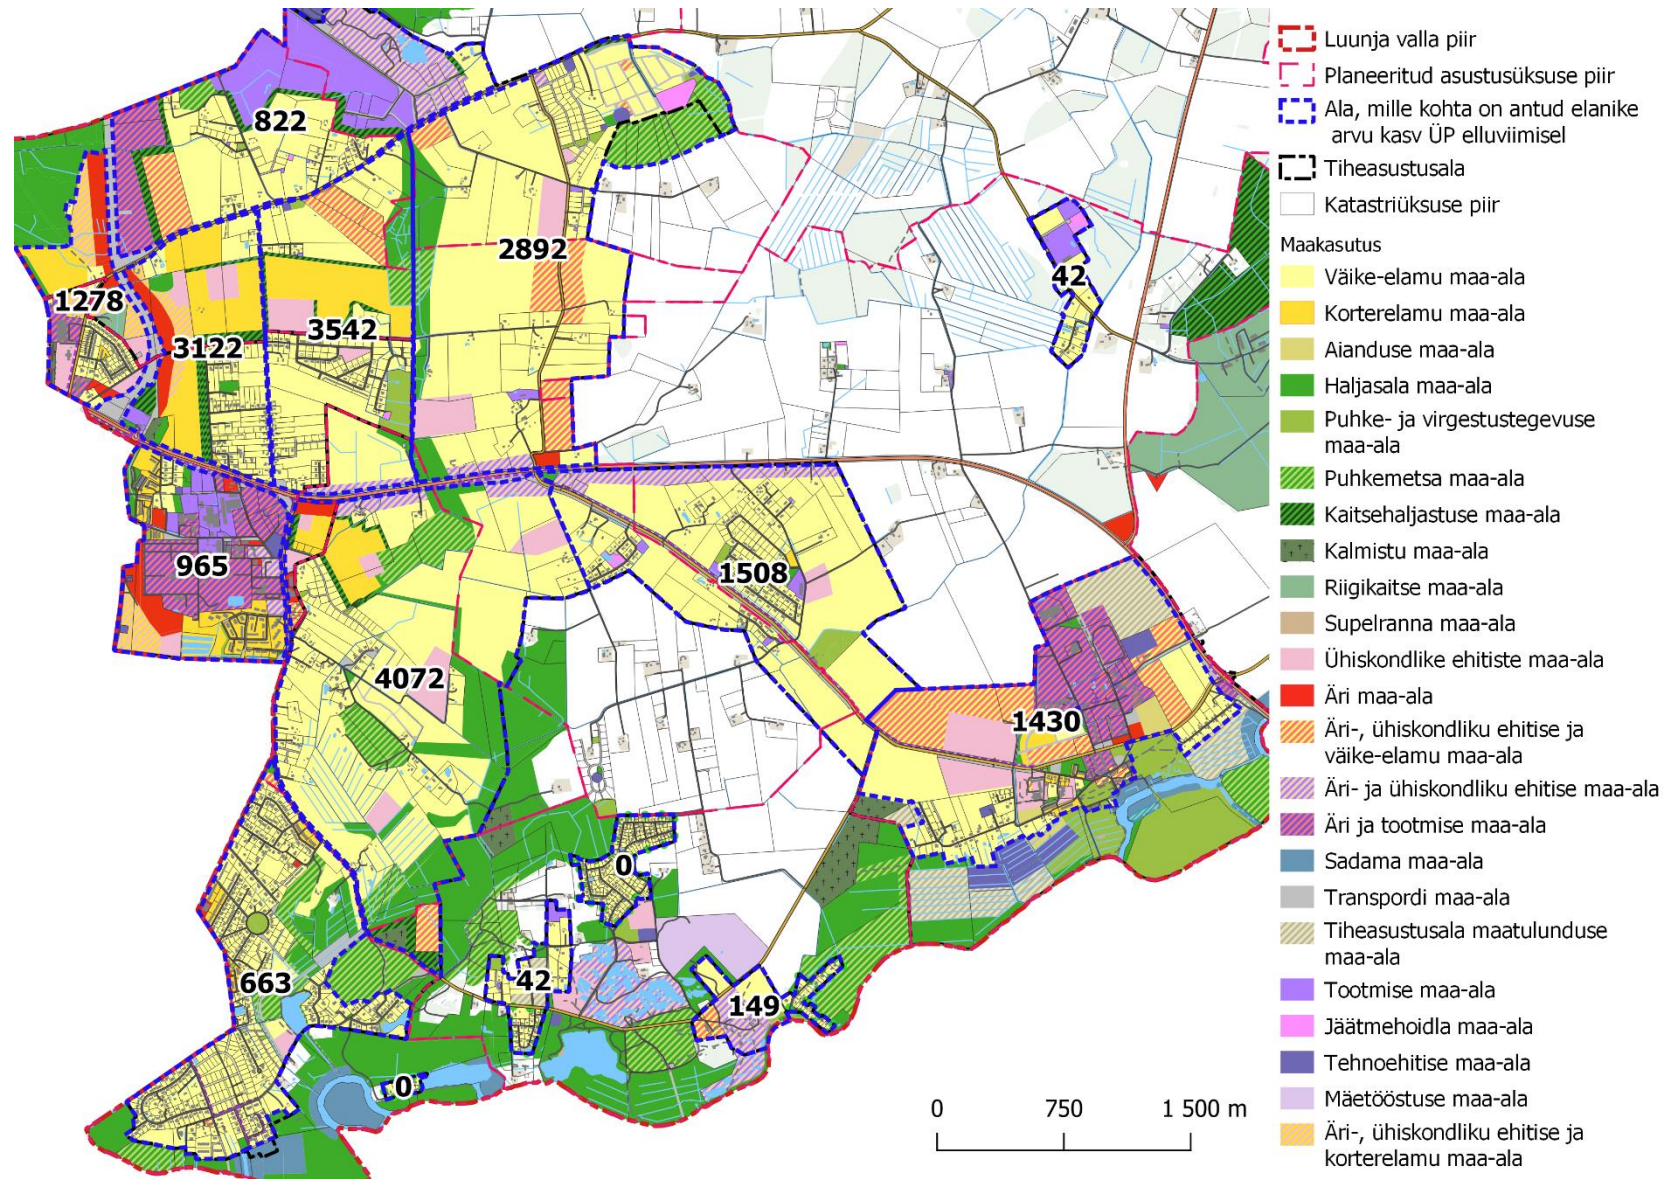 822
2892
42
1278
3542
3122
965
1508
4072
1430
0
663
42
149
0
0 750 1 500 m
Luunja valla piir
Planeeritud asustusüksuse piir
Ala, mille kohta on antud elanike
arvu kasv ÜP elluviimisel
Tiheasustusala
Katastriüksuse piir
Maakasutus
Väike-elamu maa-ala
Korterelamu maa-ala
Aianduse maa-ala
Haljasala maa-ala
Puhke- ja virgestustegevuse
maa-ala
Puhkemetsa maa-ala
Kaitsehaljastuse maa-ala
Kalmistu maa-ala
Riigikaitse maa-ala
Supelranna maa-ala
Ühiskondlike ehitiste maa-ala
Äri maa-ala
Äri-, ühiskondliku ehitise ja
väike-elamu maa-ala
Äri- ja ühiskondliku ehitise maa-ala
Äri ja tootmise maa-ala
Sadama maa-ala
Transpordi maa-ala
Tiheasustusala maatulunduse
maa-ala
Tootmise maa-ala
Jäätmehoidla maa-ala
Tehnoehitise maa-ala
Mäetööstuse maa-ala
Äri-, ühiskondliku ehitise ja
korterelamu maa-ala